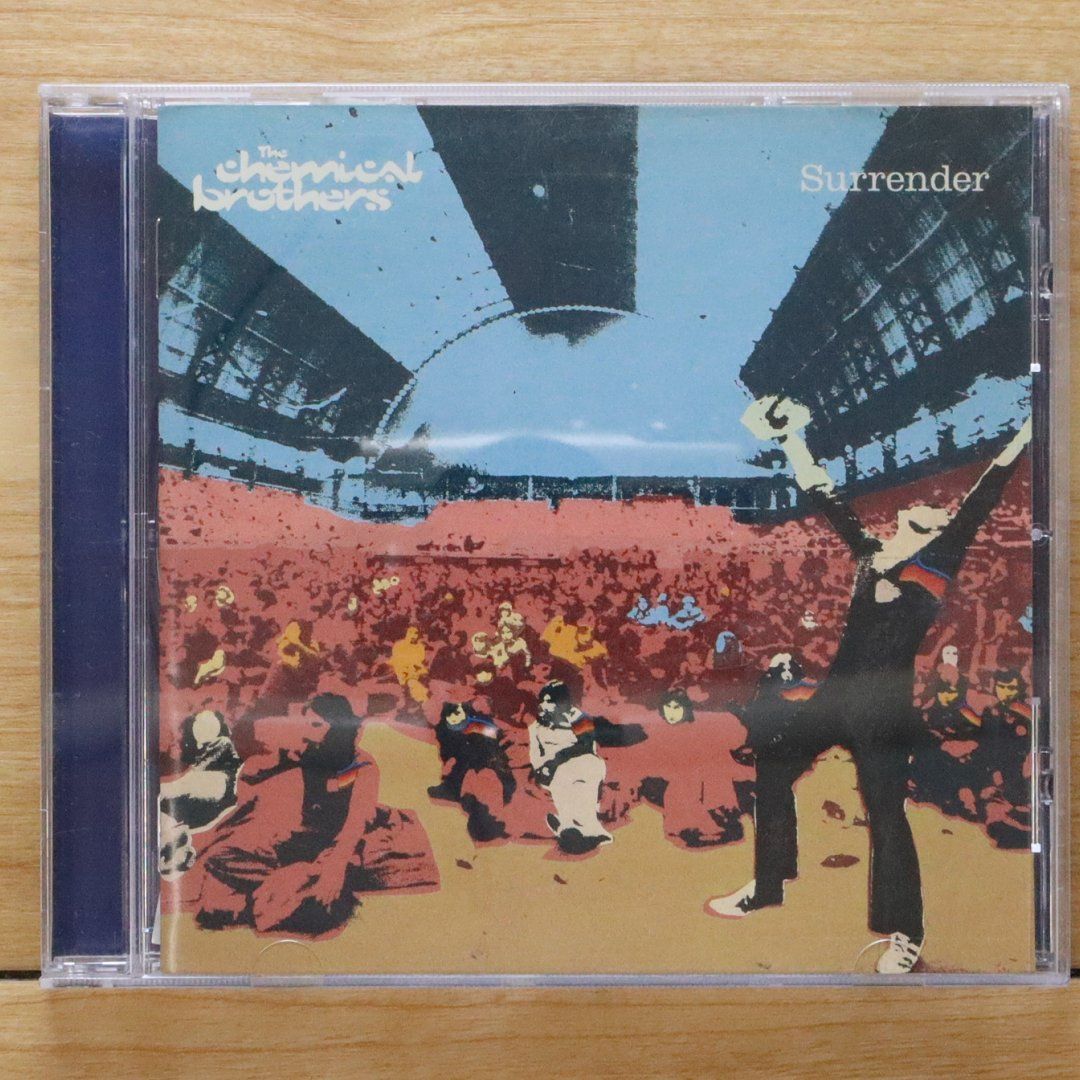 The
chemical
brothers
Surrender